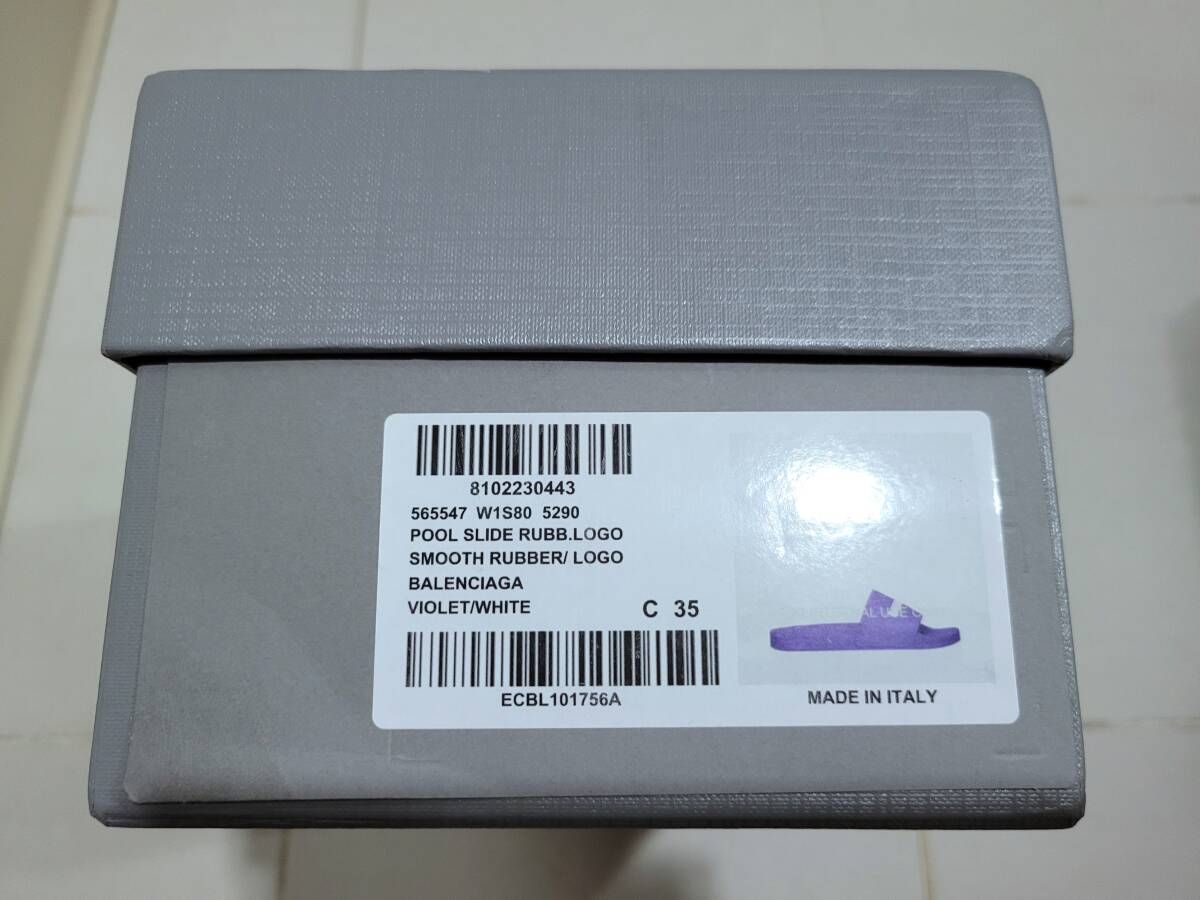 8102230443
565547 W1S80 5290
POOL SLIDE RUBB.LOGO
SMOOTH RUBBER/ LOGO
BALENCIAGA
VIOLET/WHITE C 35
ECBL101756A
MADE IN ITALY